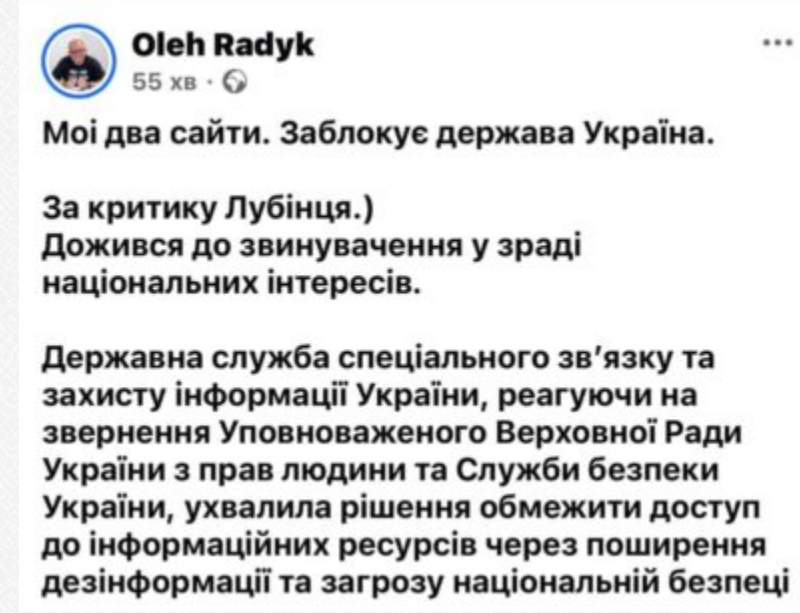 Oleh Radyk
55 хв
Моі два сайти. Заблокує держава Україна.
За критику Лубінця.)
Дожився до звинувачення у зраді
національних інтересів.
Державна служба спеціального зв’язку та
захисту інформації України, реагуючи на
звернення Уповноваженого Верховної Ради
України з прав людини та Служби безпеки
України, ухвалила рішення обмежити доступ
до інформаційних ресурсів через поширення
дезінформації та загрозу національній безпеці